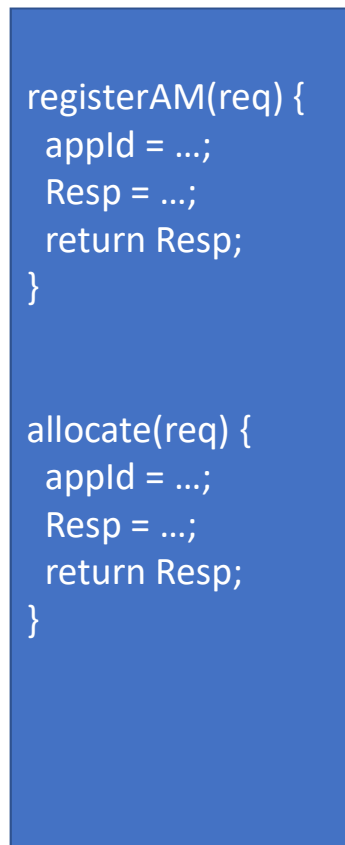 registerAM(req) {
appId = …;
Resp = …;
return Resp;
}
allocate(req) {
appId = …;
Resp = …;
return Resp;
}